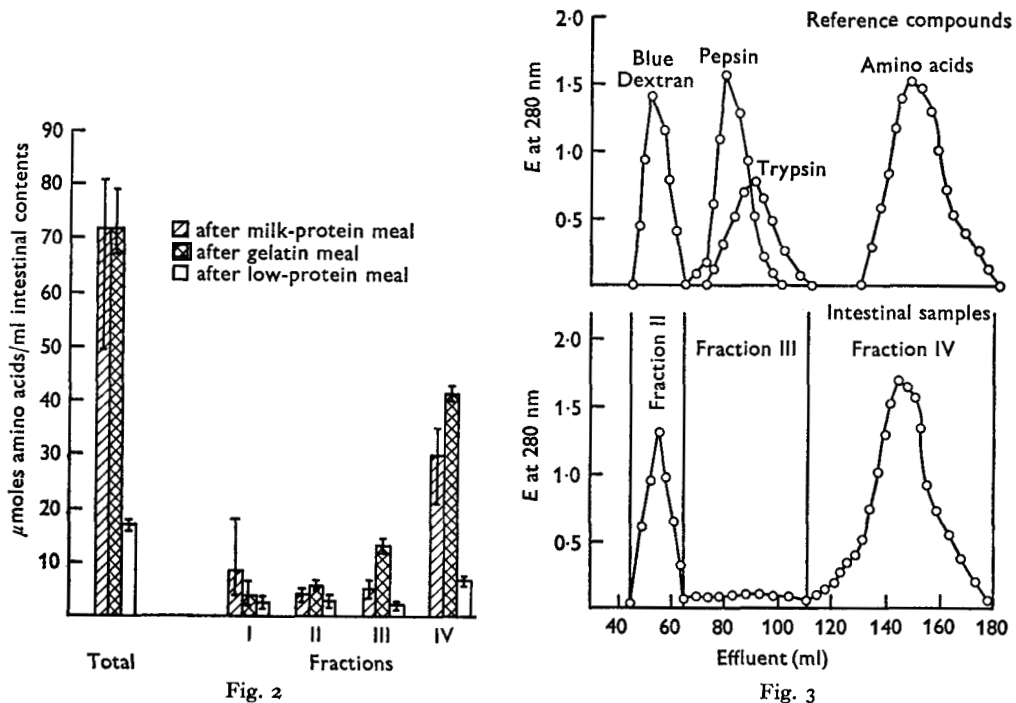 90
80
70
60
50
40
30
20
10
μmoles amino acids/ml intestinal contents
after milk-protein meal
after gelatin meal
after low-protein meal
I
II
III
IV
Total
Fractions
Fig. 2
Reference compounds
2·0
1·5
1·0
0·5
E at 280 nm
Blue
Dextran
Pepsin
Trypsin
Amino acids
Intestinal samples
2·0
1·5
1·0
0·5
E at 280 nm
Fraction II
Fraction III
Fraction IV
40
60
80
100
120
140
160
180
Effluent (ml)
Fig. 3